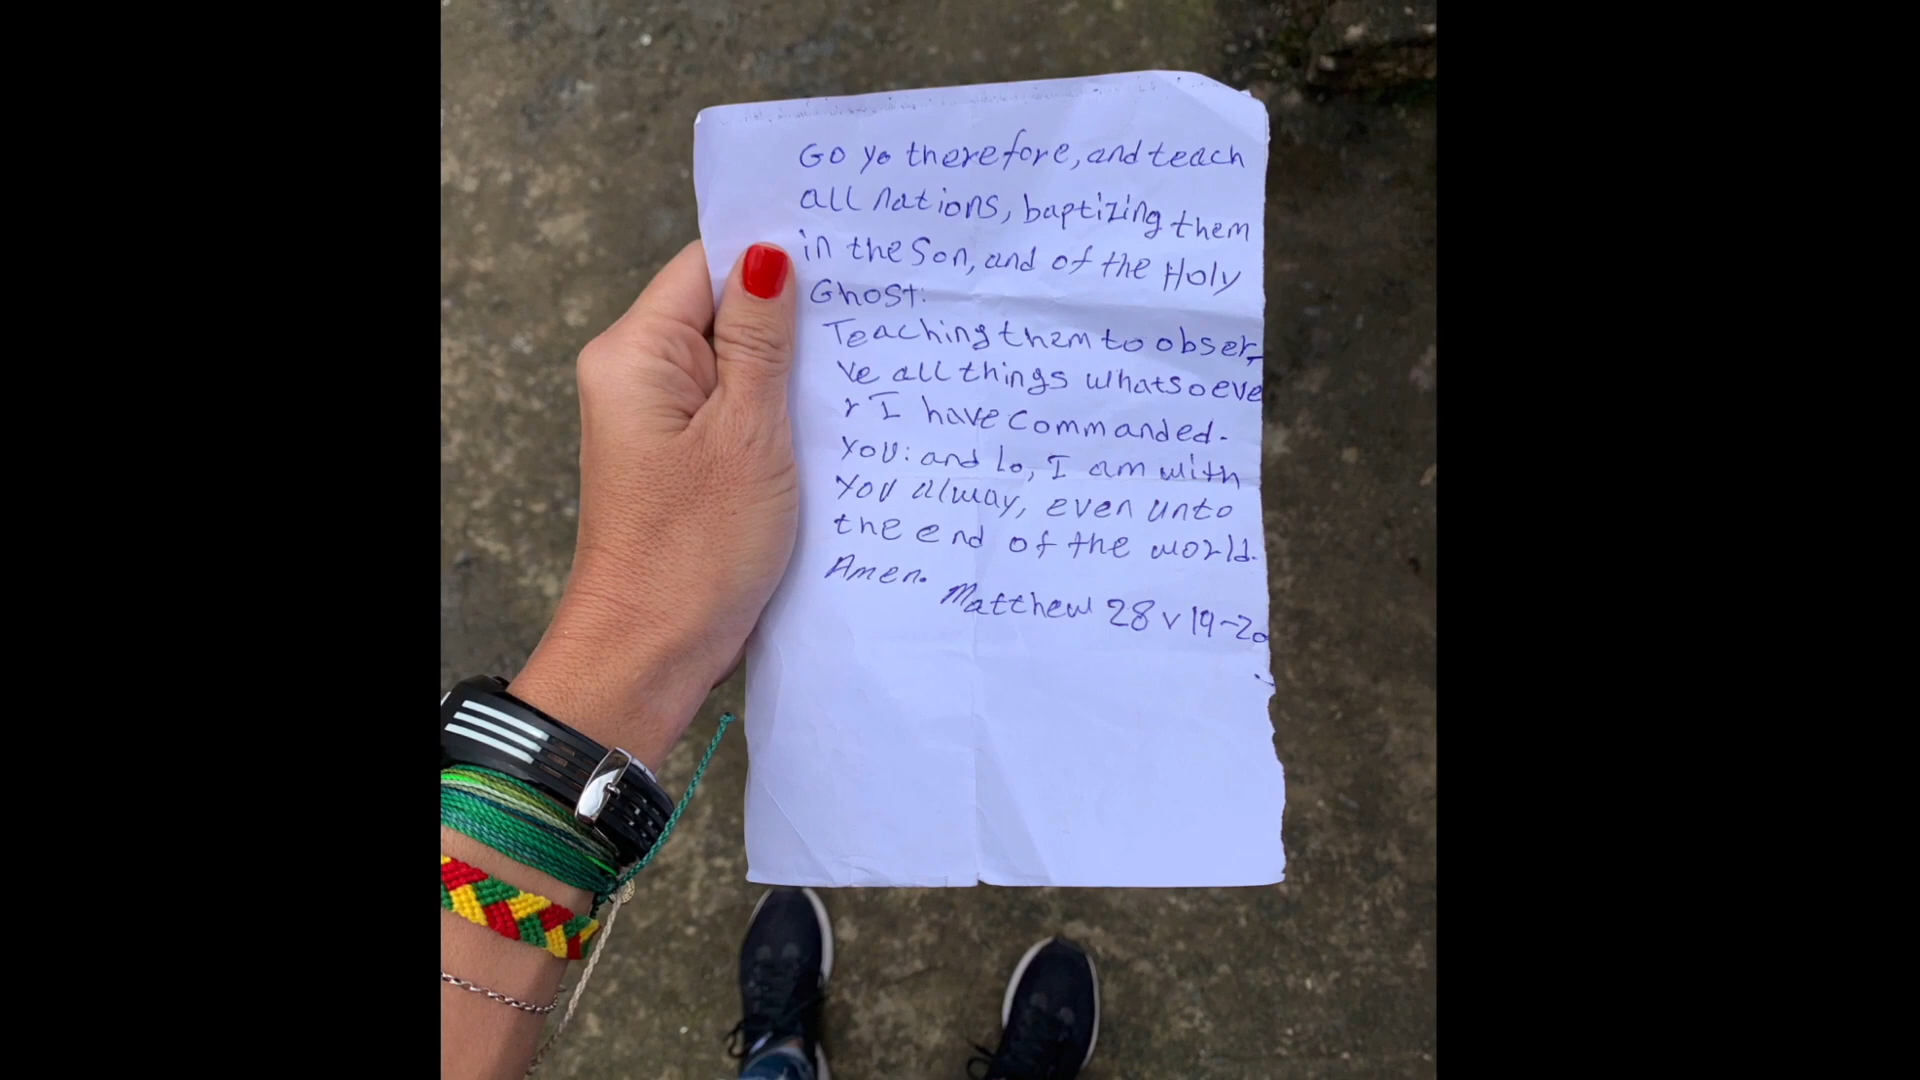 Go ye therefore, and teach
all nations, baptizing them
in the Son, and of the Holy
Ghost:
Teaching them to obser-
ve all things whatsoeve
r I have commanded.
you: and lo, I am with
you alway, even unto
the end of the world.
Amen.
Matthew 28 v 19-20